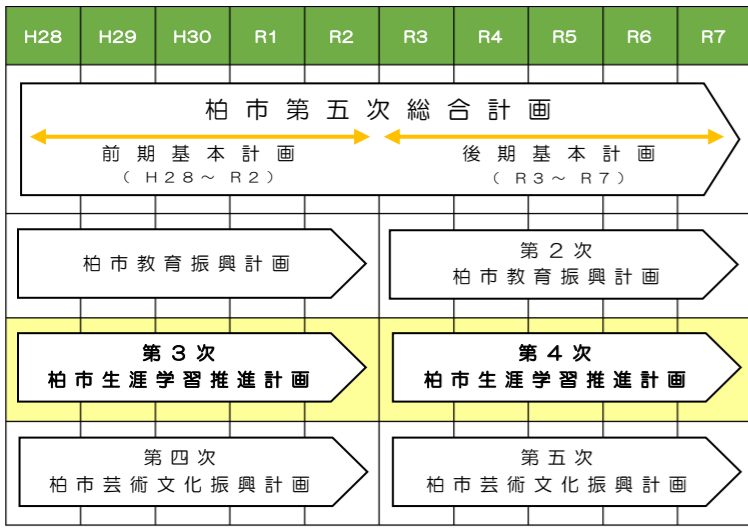 H28 H29 H30 R1 R2 R3 R4 R5 R6 R7
柏市第五次総合計画
前期基本計画
（H28～R2）
後期基本計画
（R3～R7）
柏市教育振興計画
第２次
柏市教育振興計画
第３次
柏市生涯学習推進計画
第４次
柏市生涯学習推進計画
第四次
柏市芸術文化振興計画
第五次
柏市芸術文化振興計画